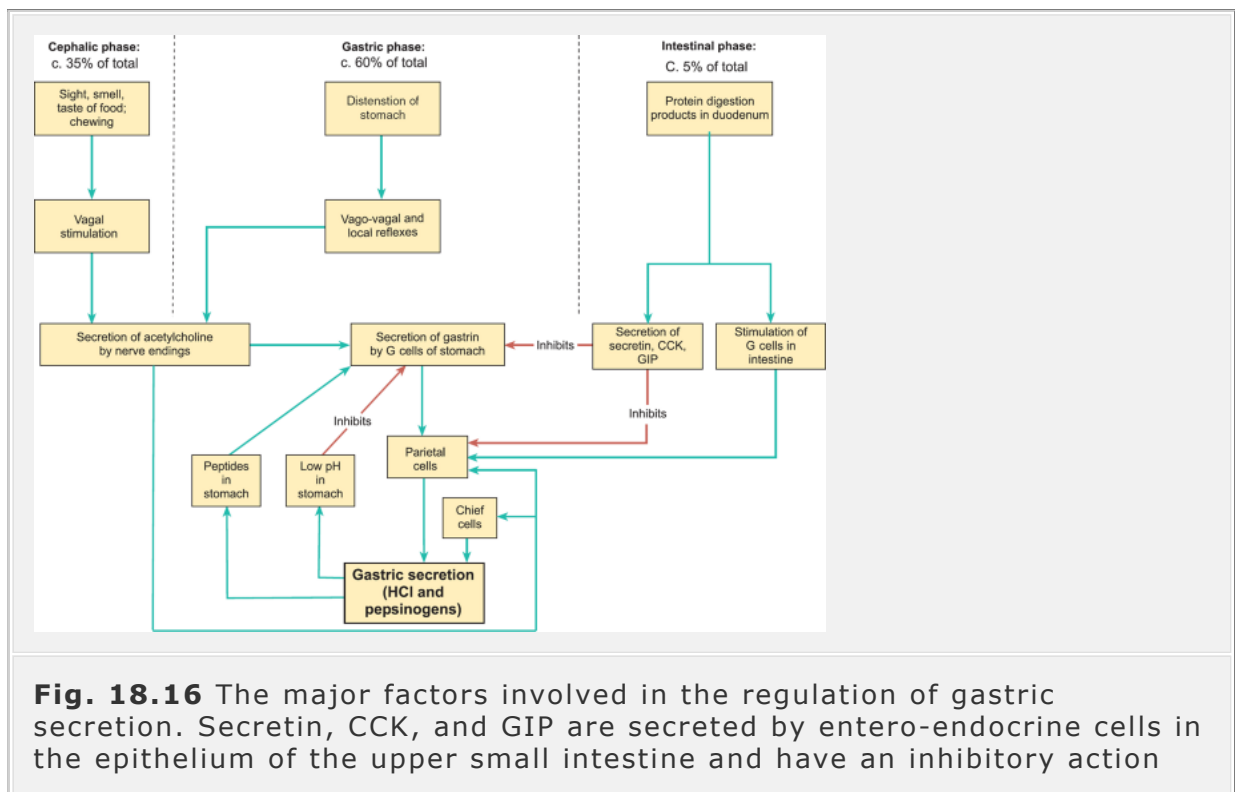 Cephalic phase:
c. 35% of total
Gastric phase:
c. 60% of total
Intestinal phase:
C. 5% of total
Sight, smell,
taste of food;
chewing
Distenstion of
stomach
Protein digestion
products in duodenum
Vagal
stimulation
Vago-vagal and
local reflexes
Secretion of acetylcholine
by nerve endings
Secretion of gastrin
by G cells of stomach
Inhibits
Secretion of
secretin, CCK,
GIP
Stimulation of
G cells in
intestine
Inhibits
Inhibits
Peptides
in
stomach
Low pH
in
stomach
Parietal
cells
Chief
cells
Gastric secretion
(HCl and
pepsinogens)
Fig. 18.16 The major factors involved in the regulation of gastric
secretion. Secretin, CCK, and GIP are secreted by entero-endocrine cells in
the epithelium of the upper small intestine and have an inhibitory action